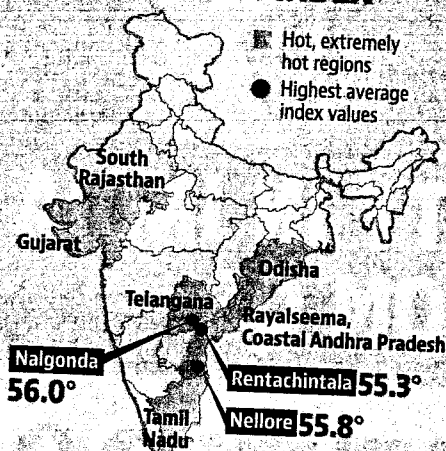 Hot, extremely
hot regions
Highest average
index values
South
Rajasthan
Gujarat
Odisha
Telangana
Rayalseema,
Coastal Andhra Pradesh
Nalgonda
56.0°
Rentachintala 55.3°
Nellore 55.8°
Tamil
Nadu